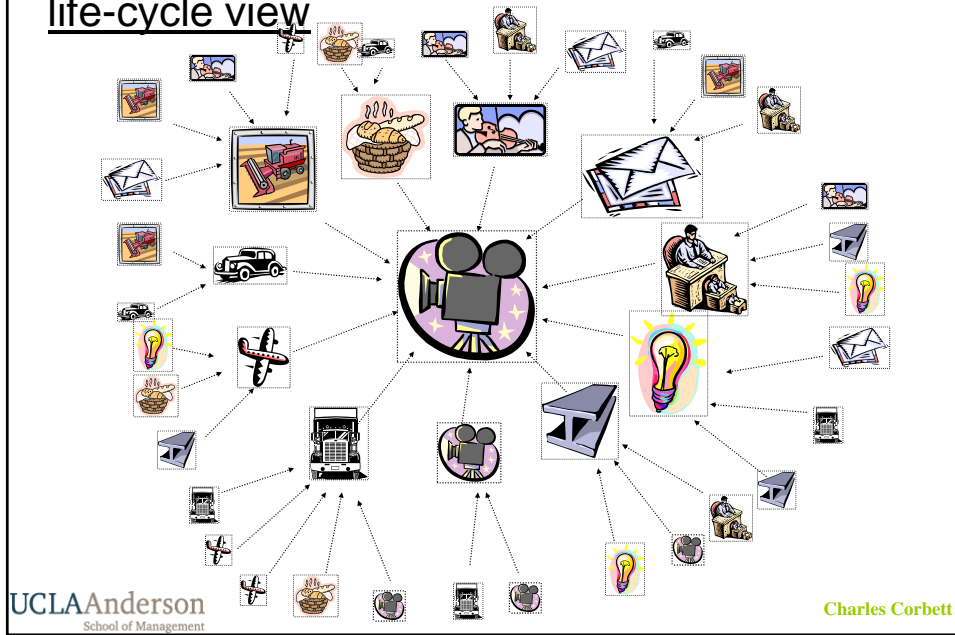 life-cycle view
UCLAAnderson
School of Management
Charles Corbett